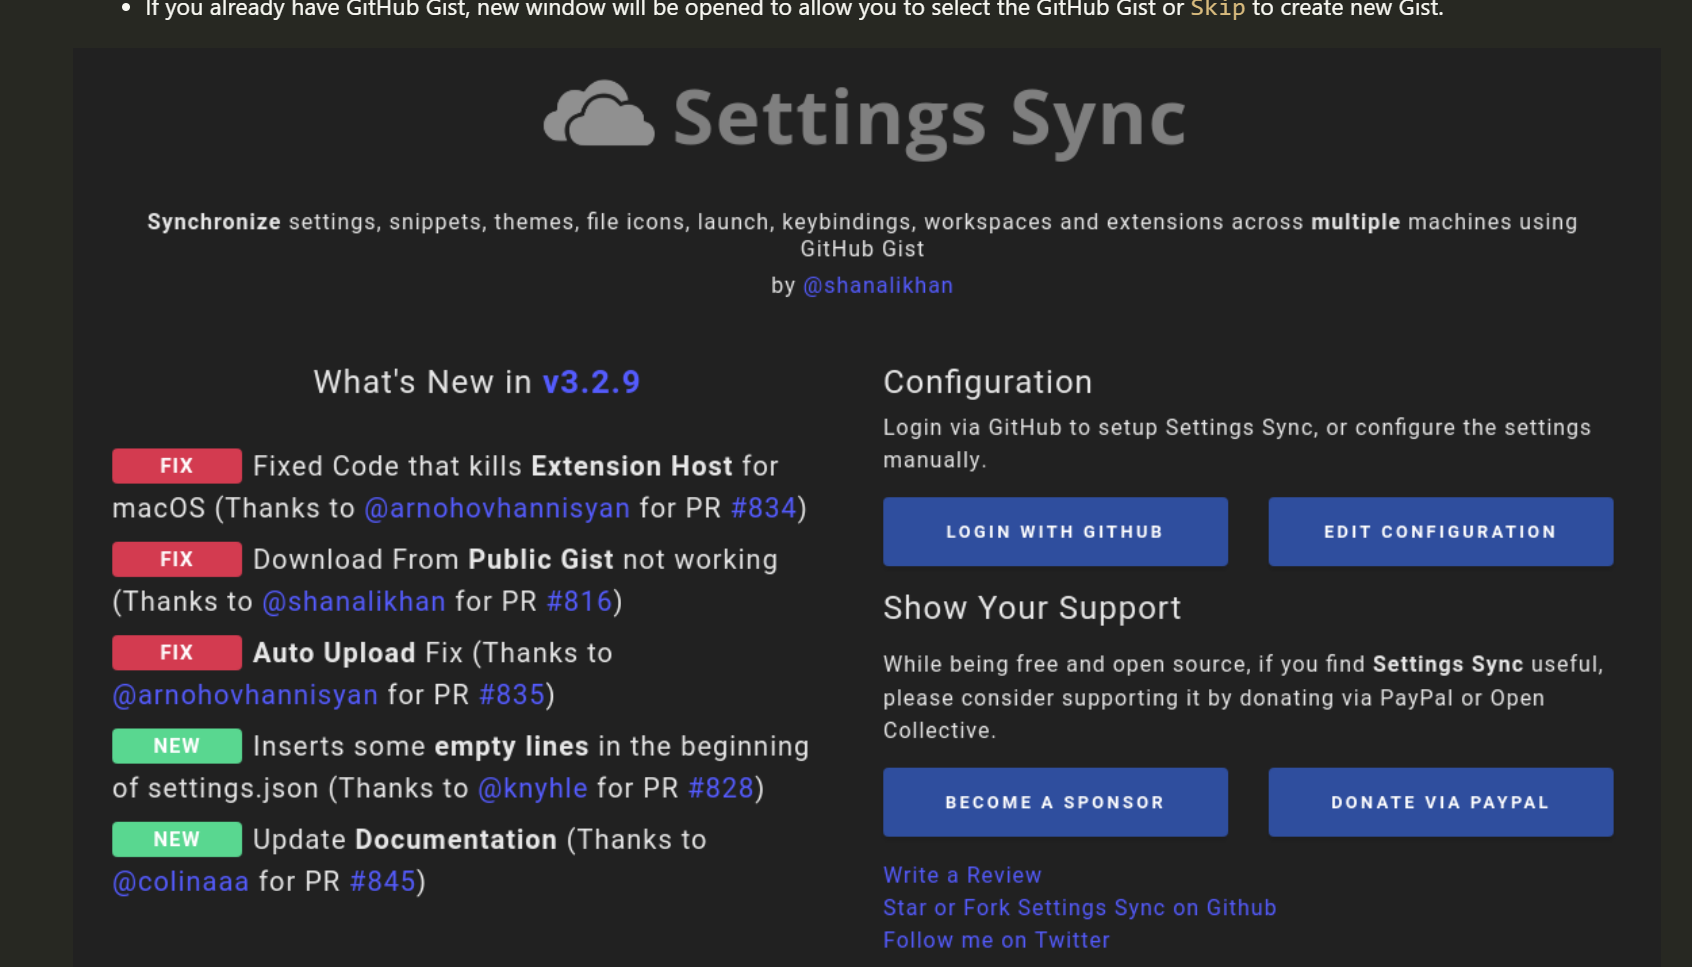 • If you already have GitHub Gist, new window will be opened to allow you to select the GitHub Gist or Skip to create new Gist.
Settings Sync
Synchronize settings, snippets, themes, file icons, launch, keybindings, workspaces and extensions across multiple machines using
GitHub Gist
by @shanalikhan
What's New in v3.2.9
FIX Fixed Code that kills Extension Host for
macOS (Thanks to @arnohovhannisyan for PR #834)
FIX Download From Public Gist not working
(Thanks to @shanalikhan for PR #816)
FIX Auto Upload Fix (Thanks to
@arnohovhannisyan for PR #835)
NEW Inserts some empty lines in the beginning
of settings.json (Thanks to @knyhle for PR #828)
NEW Update Documentation (Thanks to
@colinaaa for PR #845)
Configuration
Login via GitHub to setup Settings Sync, or configure the settings
manually.
LOGIN WITH GITHUB
EDIT CONFIGURATION
Show Your Support
While being free and open source, if you find Settings Sync useful,
please consider supporting it by donating via PayPal or Open
Collective.
BECOME A SPONSOR
DONATE VIA PAYPAL
Write a Review
Star or Fork Settings Sync on Github
Follow me on Twitter